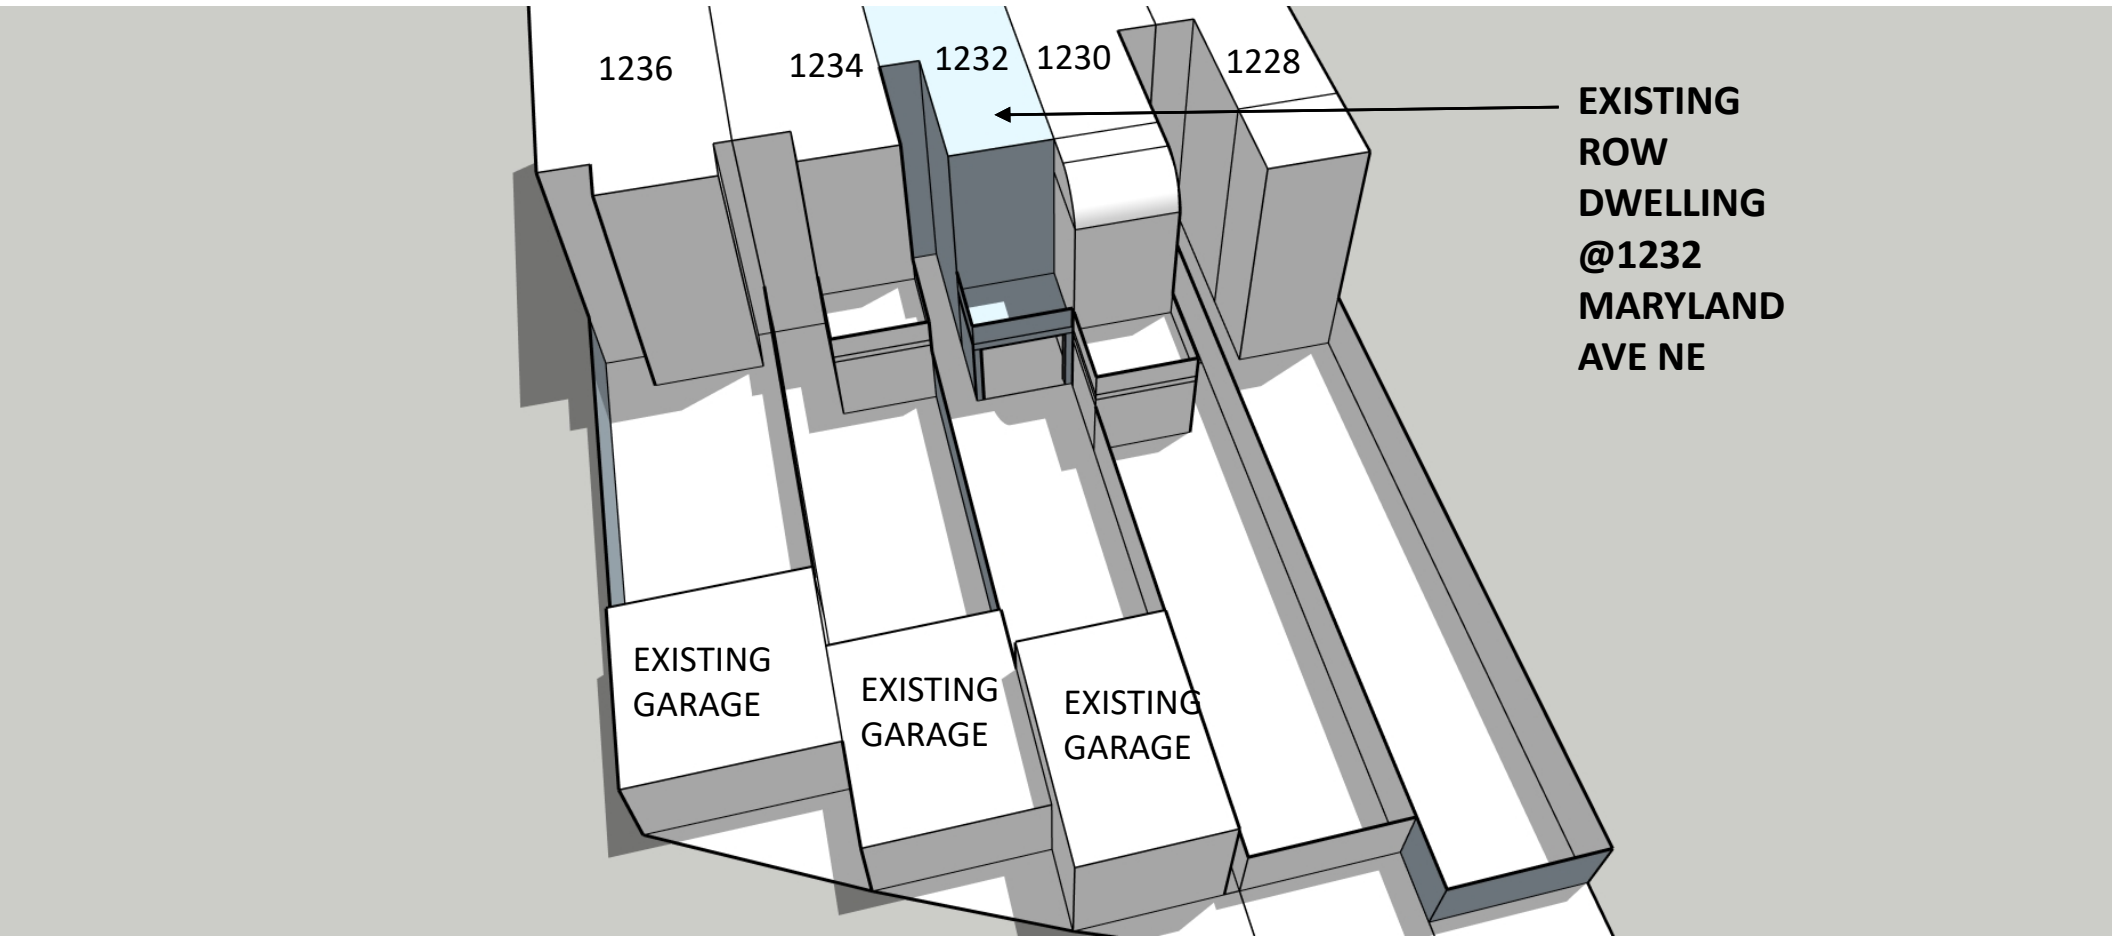 1236
1234
1232
1230
1228
EXISTING
ROW
DWELLING
@1232
MARYLAND
AVE NE
EXISTING
GARAGE
EXISTING
GARAGE
EXISTING
GARAGE